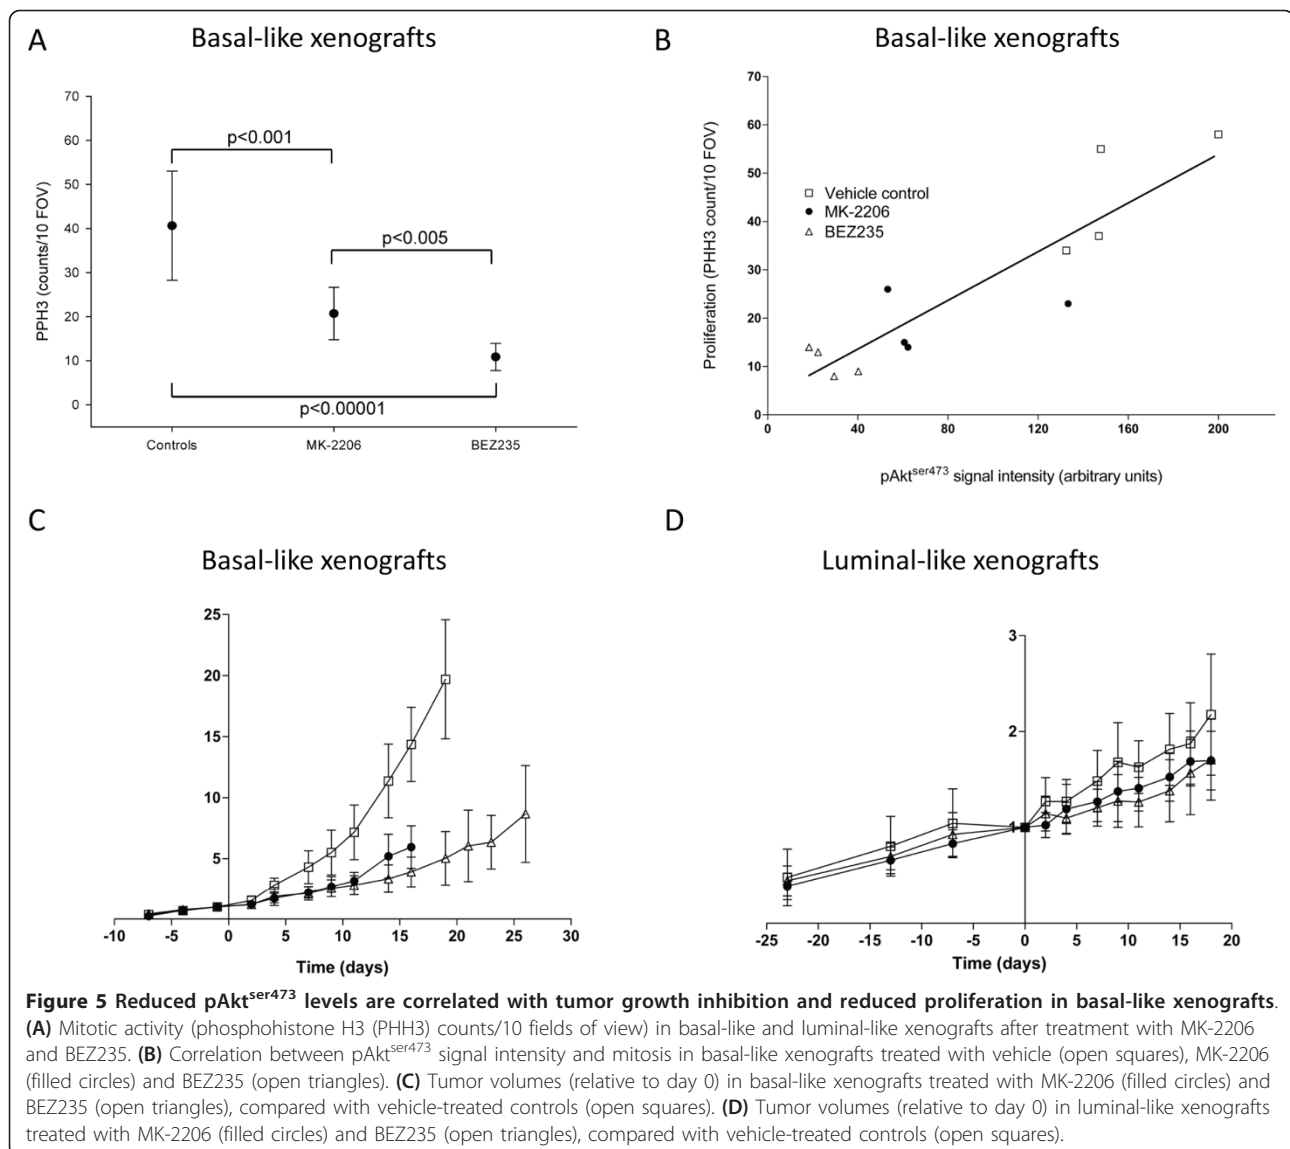 A
Basal-like xenografts
PPH3 (counts/10 FOV)
70
60
50
40
30
20
10
0
p<0.001
p<0.005
p<0.00001
Controls
MK-2206
BEZ235
B
Basal-like xenografts
Proliferation (PHH3 count/10 FOV)
70
60
50
40
30
20
10
0
Vehicle control
MK-2206
BEZ235
0
40
80
120
160
200
pAktser473 signal intensity (arbitrary units)
C
Basal-like xenografts
25
20
15
10
5
-10
-5
0
5
10
15
20
25
30
Time (days)
D
Luminal-like xenografts
3
2
1
-25
-20
-15
-10
-5
0
5
10
15
20
Time (days)
Figure 5 Reduced pAktser473 levels are correlated with tumor growth inhibition and reduced proliferation in basal-like xenografts.
(A) Mitotic activity (phosphohistone H3 (PHH3) counts/10 fields of view) in basal-like and luminal-like xenografts after treatment with MK-2206
and BEZ235. (B) Correlation between pAktser473 signal intensity and mitosis in basal-like xenografts treated with vehicle (open squares), MK-2206
(filled circles) and BEZ235 (open triangles). (C) Tumor volumes (relative to day 0) in basal-like xenografts treated with MK-2206 (filled circles) and
BEZ235 (open triangles), compared with vehicle-treated controls (open squares). (D) Tumor volumes (relative to day 0) in luminal-like xenografts
treated with MK-2206 (filled circles) and BEZ235 (open triangles), compared with vehicle-treated controls (open squares).